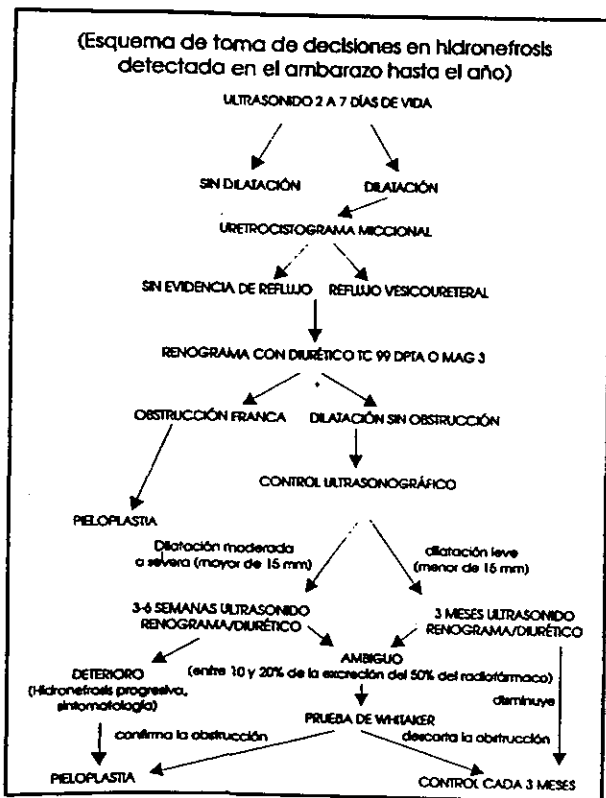 (Esquema de toma de decisiones en hidronefrosis
detectada en el ambarazo hasta el año)
ULTRASONIDO 2 A 7 DÍAS DE VIDA
SIN DILATACIÓN
DILATACIÓN
URETROCISTOGRAMA MICCIONAL
SIN EVIDENCIA DE REFLUJO
REFLUJO VESICOURETERAL
RENOGRAMA CON DIURÉTICO TC 99 DPTA O MAG 3
OBSTRUCCIÓN FRANCA
DILATACIÓN SIN OBSTRUCCIÓN
CONTROL ULTRASONOGRÁFICO
PIELOPLASTIA
Dilatación moderada
a severa (mayor de 15 mm)
dilatación leve
(menor de 15 mm)
3-6 SEMANAS ULTRASONIDO
RENOGRAMA/DIURÉTICO
3 MESES ULTRASONIDO
RENOGRAMA/DIURÉTICO
AMBIGUO
(entre 10 y 20% de la excreción del 50% del radiofármaco)
DETERIORO
(Hidronefrosis progresiva,
sintomatología)
disminuye
PRUEBA DE WHITAKER
confirma la obstrucción
descarta la obrtrucción
PIELOPLASTIA
CONTROL CADA 3 MESES